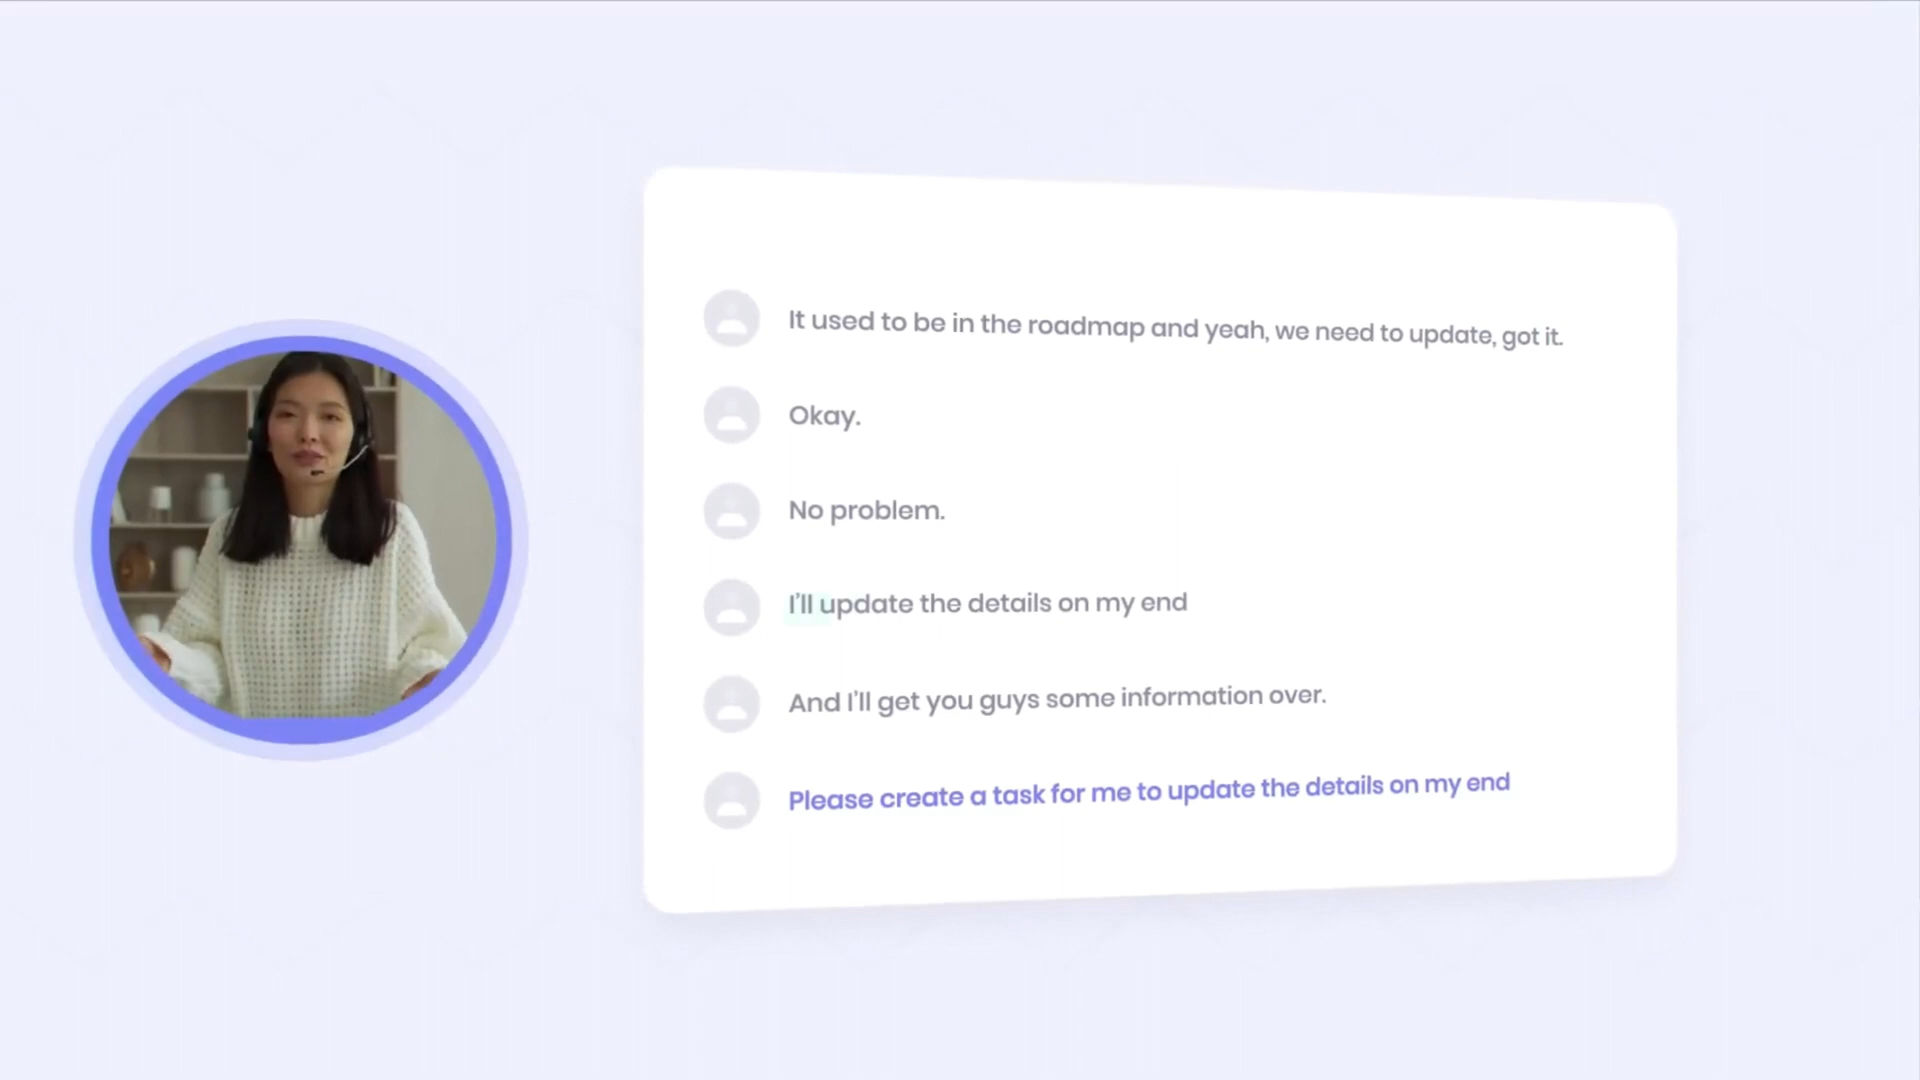 It used to be in the roadmap and yeah, we need to update, got it.
Okay.
No problem.
I'll update the details on my end
And I'll get you guys some information over.
Please create a task for me to update the details on my end